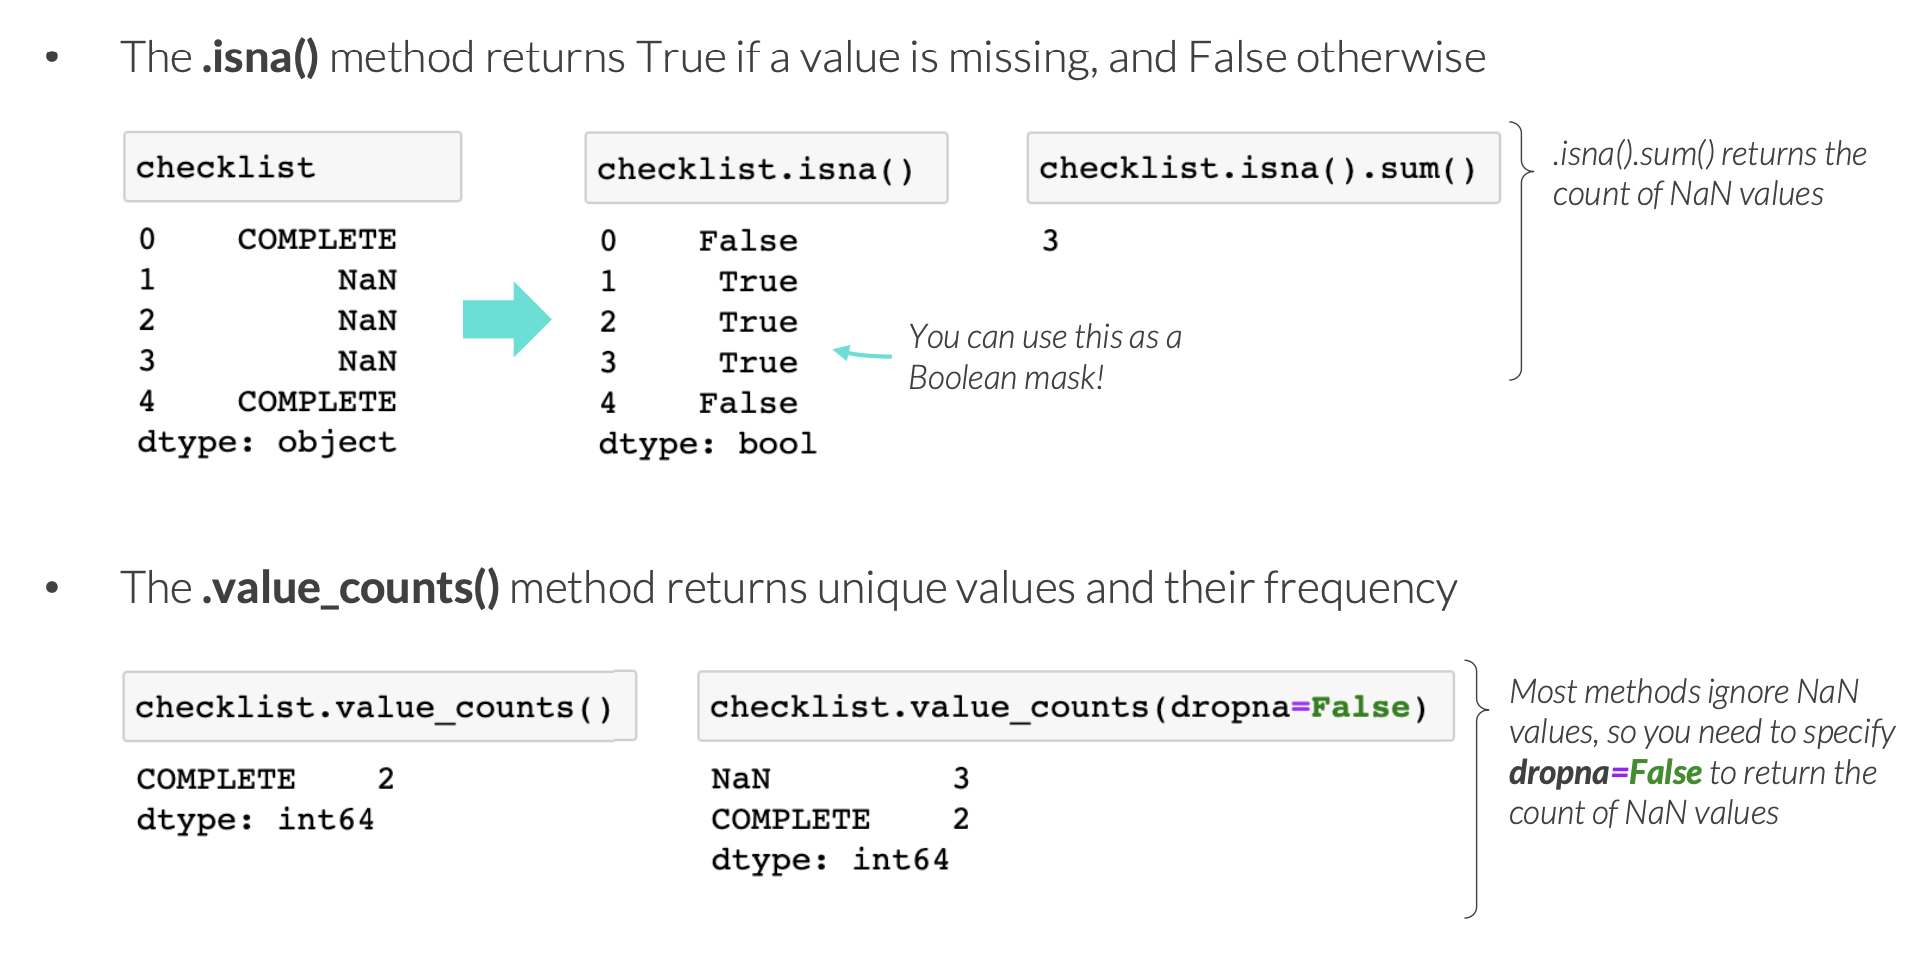 • The .isna() method returns True if a value is missing, and False otherwise
checklist
0 COMPLETE
1 NaN
2 NaN
3 NaN
4 COMPLETE
dtype: object
checklist.isna()
0 False
1 True
2 True
3 True
4 False
dtype: bool
You can use this as a
Boolean mask!
checklist.isna().sum()
3
.isna().sum() returns the
count of NaN values
• The .value_counts() method returns unique values and their frequency
checklist.value_counts()
COMPLETE 2
dtype: int64
checklist.value_counts(dropna=False)
NaN 3
COMPLETE 2
dtype: int64
Most methods ignore NaN
values, so you need to specify
dropna=False to return the
count of NaN values